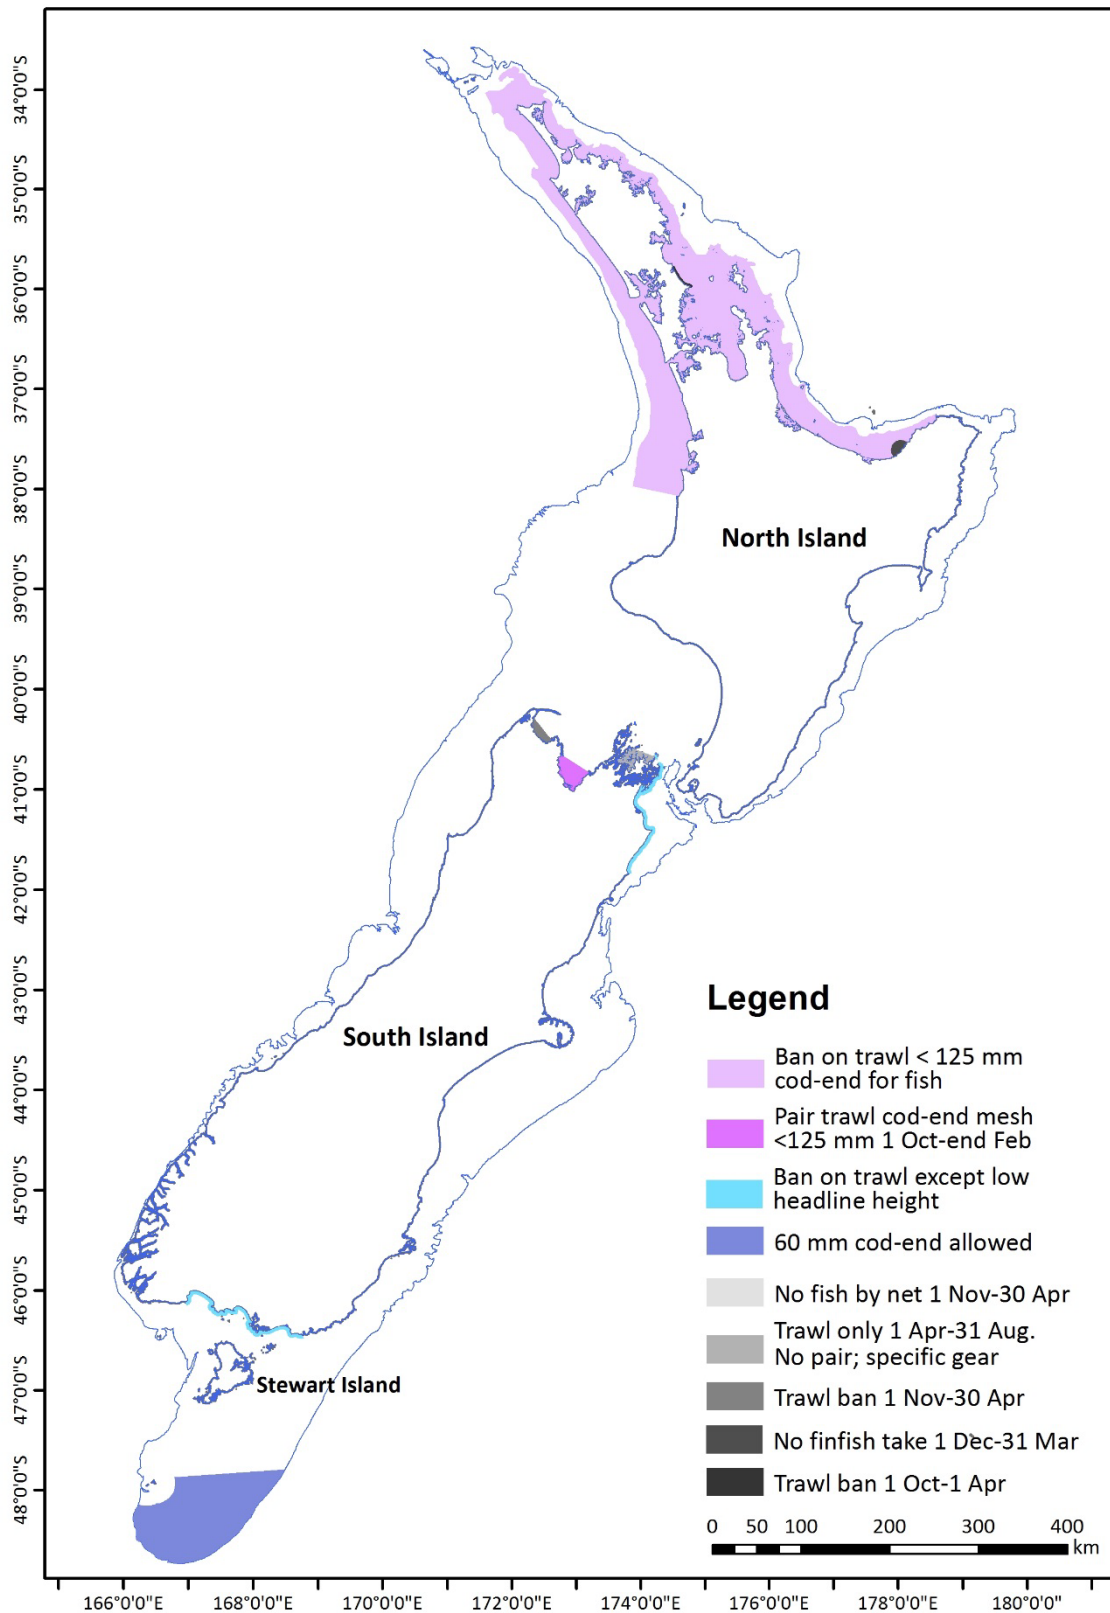 34°0'0"S
35°0'0"S
36°0'0"S
37°0'0"S
38°0'0"S
39°0'0"S
40°0'0"S
41°0'0"S
42°0'0"S
43°0'0"S
44°0'0"S
45°0'0"S
46°0'0"S
47°0'0"S
48°0'0"S
North Island
South Island
Stewart Island
Legend
Ban on trawl < 125 mm
cod-end for fish
Pair trawl cod-end mesh
<125 mm 1 Oct-end Feb
Ban on trawl except low
headline height
60 mm cod-end allowed
No fish by net 1 Nov-30 Apr
Trawl only 1 Apr-31 Aug.
No pair; specific gear
Trawl ban 1 Nov-30 Apr
No finfish take 1 Dec-31 Mar
Trawl ban 1 Oct-1 Apr
0 50 100 200 300 400
km
166°0'0"E 168°0'0"E 170°0'0"E 172°0'0"E 174°0'0"E 176°0'0"E 178°0'0"E 180°0'0"